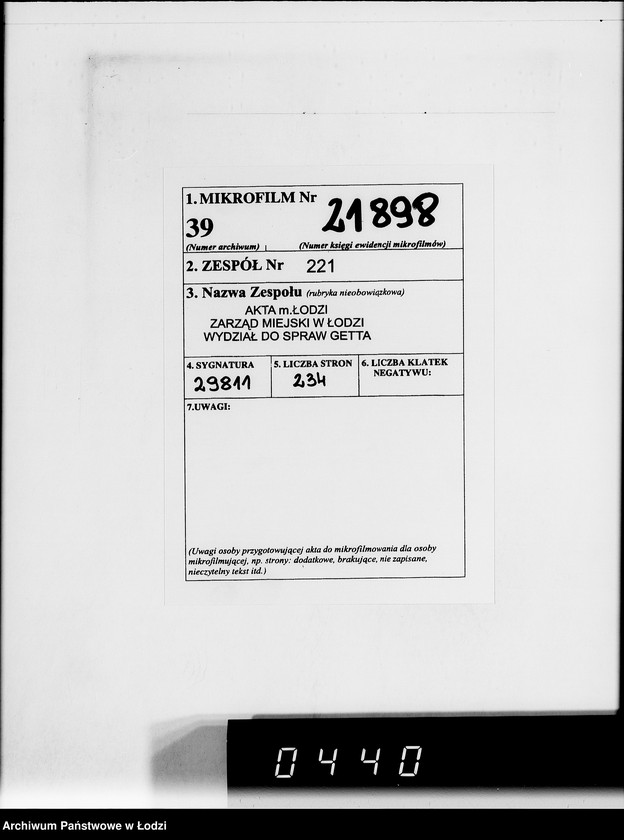 1. MIKROFILM Nr 21898
39
(Numer archiwum) (Numer księgi ewidencji mikrofilmów)
2. ZESPÓŁ Nr 221
3. Nazwa Zespołu (rubryka nieobowiązkowa)
AKTA m.ŁODZI
ZARZĄD MIEJSKI W ŁODZI
WYDZIAŁ DO SPRAW GETTA
4. SYGNATURA
29811
5. LICZBA STRON
234
6. LICZBA KLATEK
NEGATYWU:
7.UWAGI:
(Uwagi osoby przygotowującej akta do mikrofilmowania dla osoby
mikrofilmującej, np. strony: dodatkowe, brakujące, nie zapisane,
nieczytelny tekst itd.)
0440
Archiwum Państwowe w Łodzi